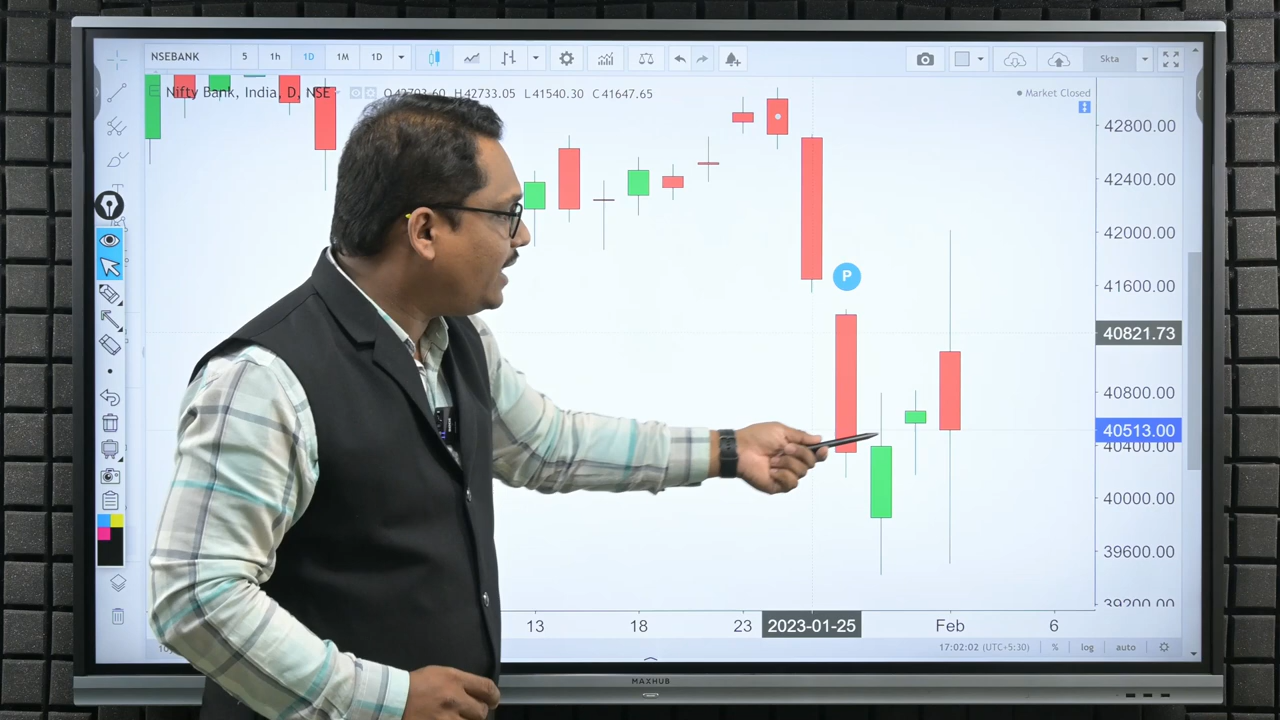 NSEBANK 5 1h 1D 1M 1D Skta
Nifty Bank, India, D, NSE O42703.60 H42733.05 L41540.30 C41647.65 Market Closed
42800.00
42400.00
42000.00
41600.00
P
40821.73
40800.00
40513.00
40400.00
40000.00
39600.00
39200.00
13 18 23 2023-01-25 Feb 6
17:02:02 (UTC+5:30) % log auto
MAXHUB